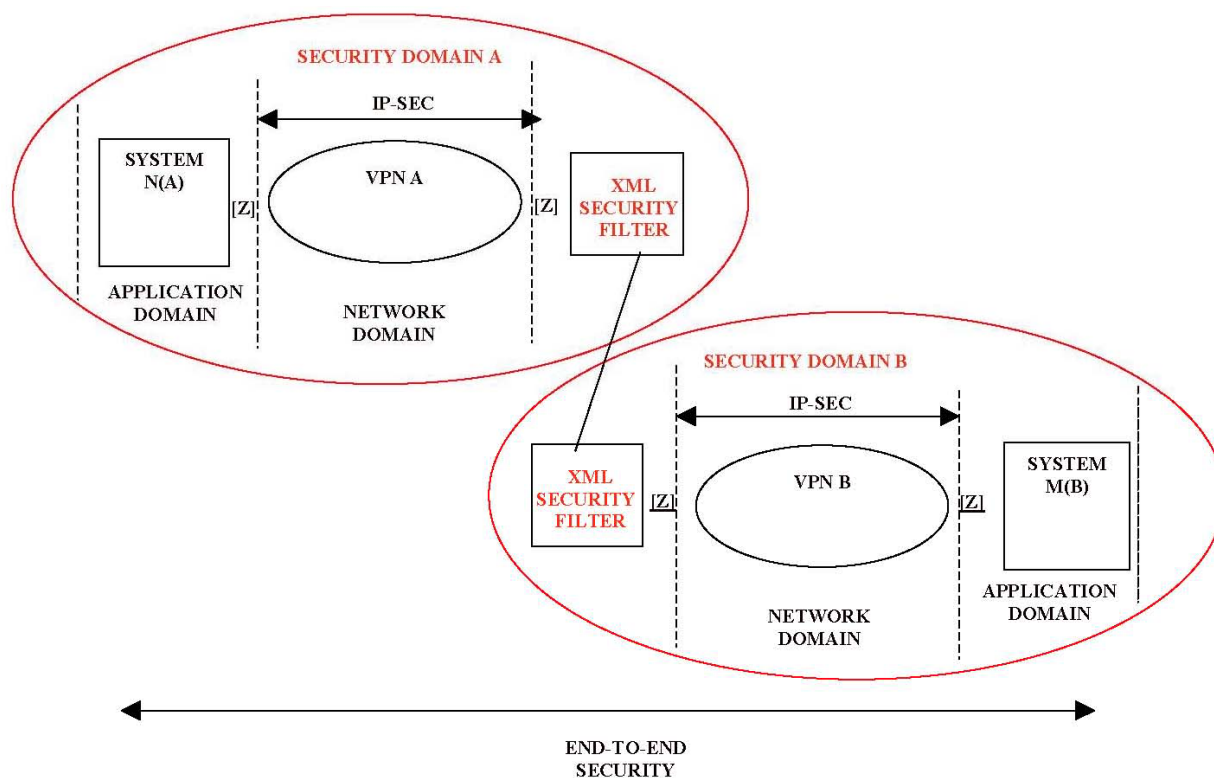 SECURITY DOMAIN A
IP-SEC
SYSTEM
N(A)
VPN A
[Z]
[Z]
XML
SECURITY
FILTER
APPLICATION
DOMAIN
NETWORK
DOMAIN
SECURITY DOMAIN B
IP-SEC
XML
SECURITY
FILTER
[Z]
VPN B
[Z]
SYSTEM
M(B)
APPLICATION
DOMAIN
NETWORK
DOMAIN
END-TO-END
SECURITY